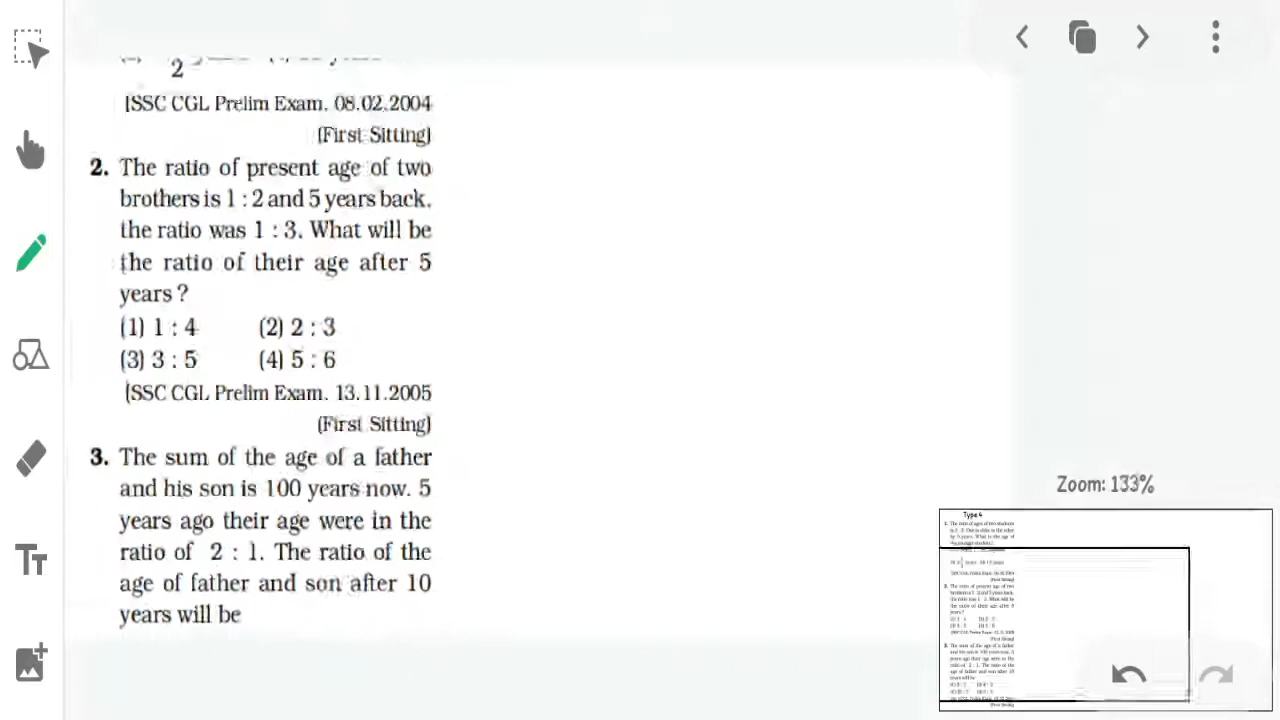 2
[SSC CGL Prelim Exam. 08.02.2004
(First Sitting)
2. The ratio of present age of two
brothers is 1 : 2 and 5 years back,
the ratio was 1 : 3. What will be
the ratio of their age after 5
years ?
(1) 1 : 4 (2) 2 : 3
(3) 3 : 5 (4) 5 : 6
[SSC CGL Prelim Exam. 13.11.2005
(First Sitting)
3. The sum of the age of a father
and his son is 100 years now. 5
years ago their age were in the
ratio of 2 : 1. The ratio of the
age of father and son after 10
years will be
Tт
Zoom: 133%
Type 4